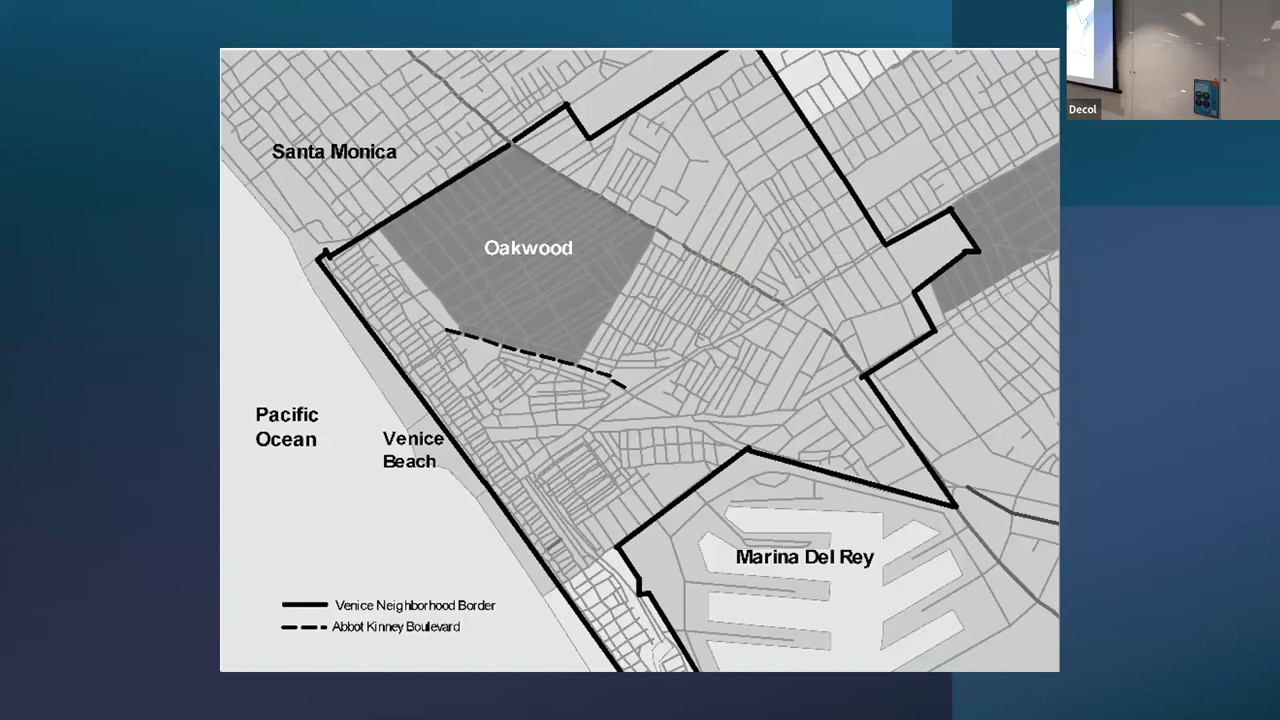 Santa Monica
Oakwood
Pacific
Ocean
Venice
Beach
Marina Del Rey
Venice Neighborhood Border
Abbot Kinney Boulevard
Decol